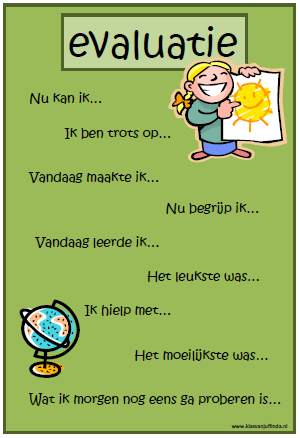 evaluatie
Nu kan ik...
Ik ben trots op...
Vandaag maakte ik...
Nu begrijp ik...
Vandaag leerde ik...
Het leukste was...
Ik hielp met...
Het moeilijkste was...
Wat ik morgen nog eens ga proberen is...
www.klasvanjuflinda.nl